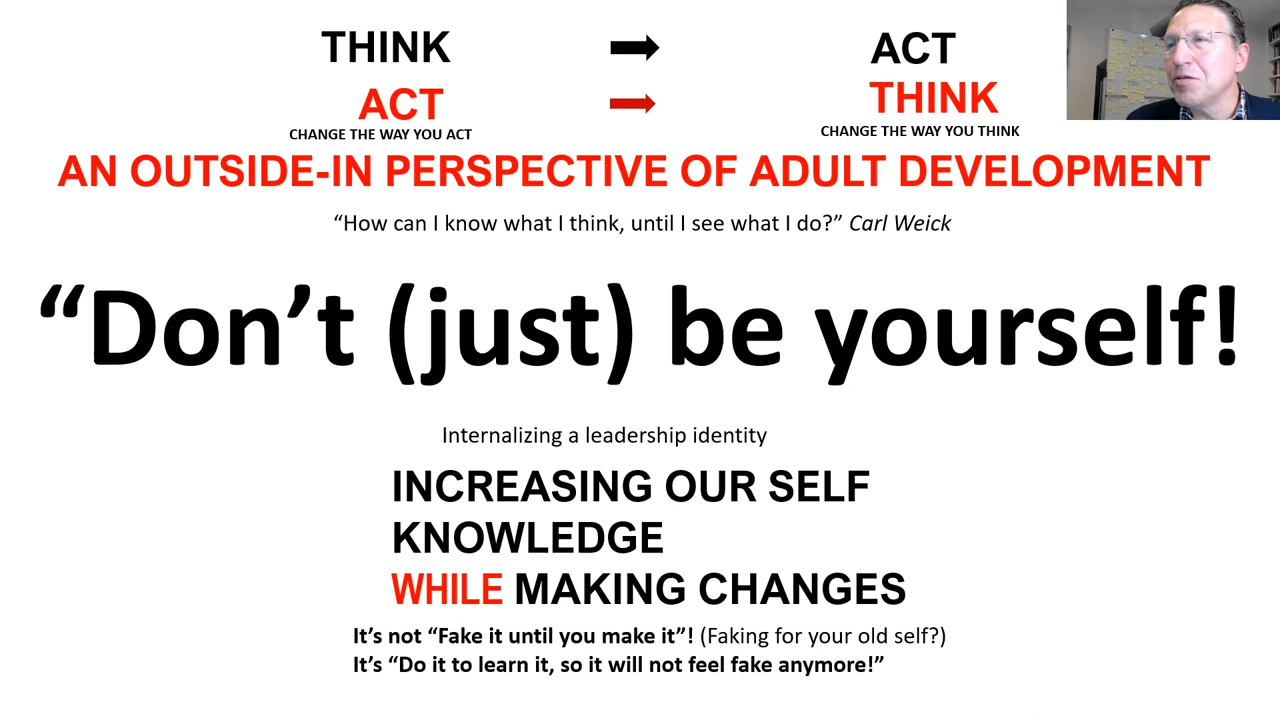 THINK ACT
ACT THINK
CHANGE THE WAY YOU ACT CHANGE THE WAY YOU THINK
AN OUTSIDE-IN PERSPECTIVE OF ADULT DEVELOPMENT
“How can I know what I think, until I see what I do?” Carl Weick
“Don’t (just) be yourself!
Internalizing a leadership identity
INCREASING OUR SELF
KNOWLEDGE
WHILE MAKING CHANGES
It’s not “Fake it until you make it”! (Faking for your old self?)
It’s “Do it to learn it, so it will not feel fake anymore!”